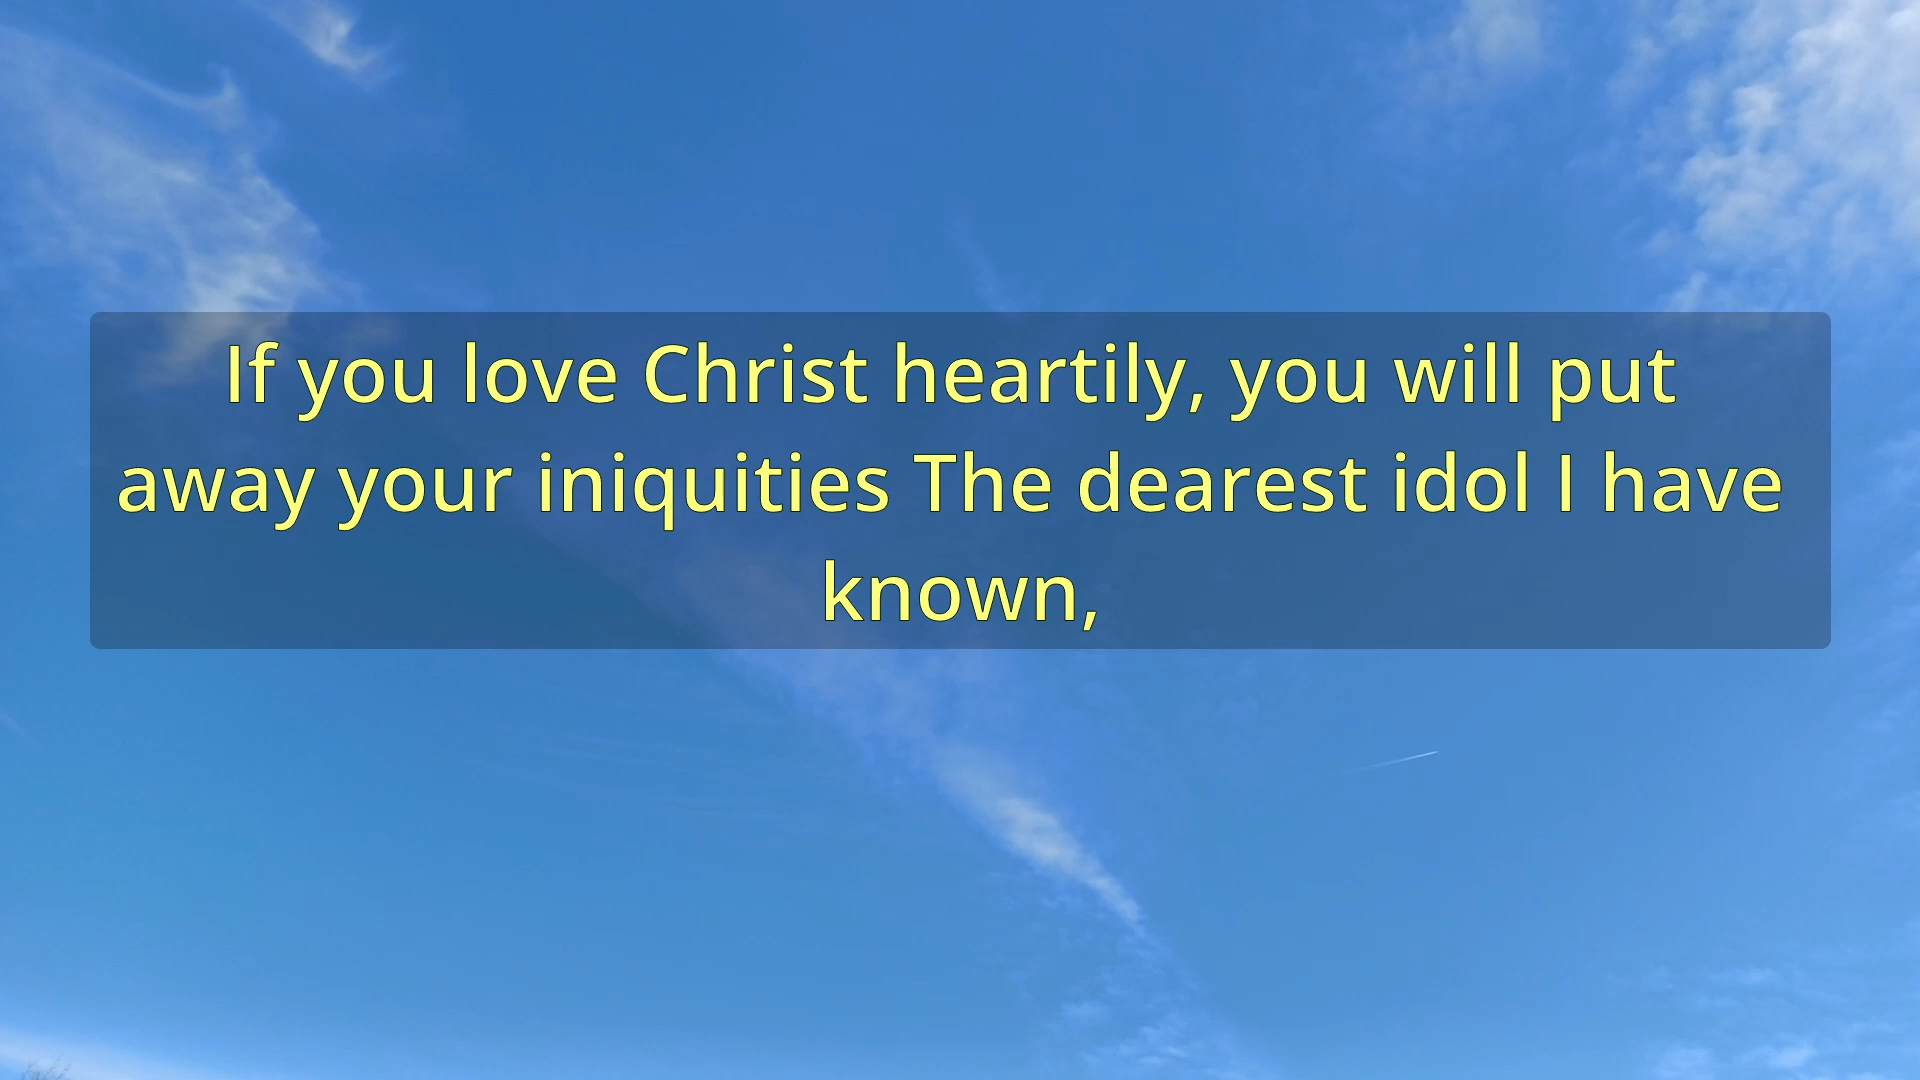 If you love Christ heartily, you will put
away your iniquities The dearest idol I have
known,